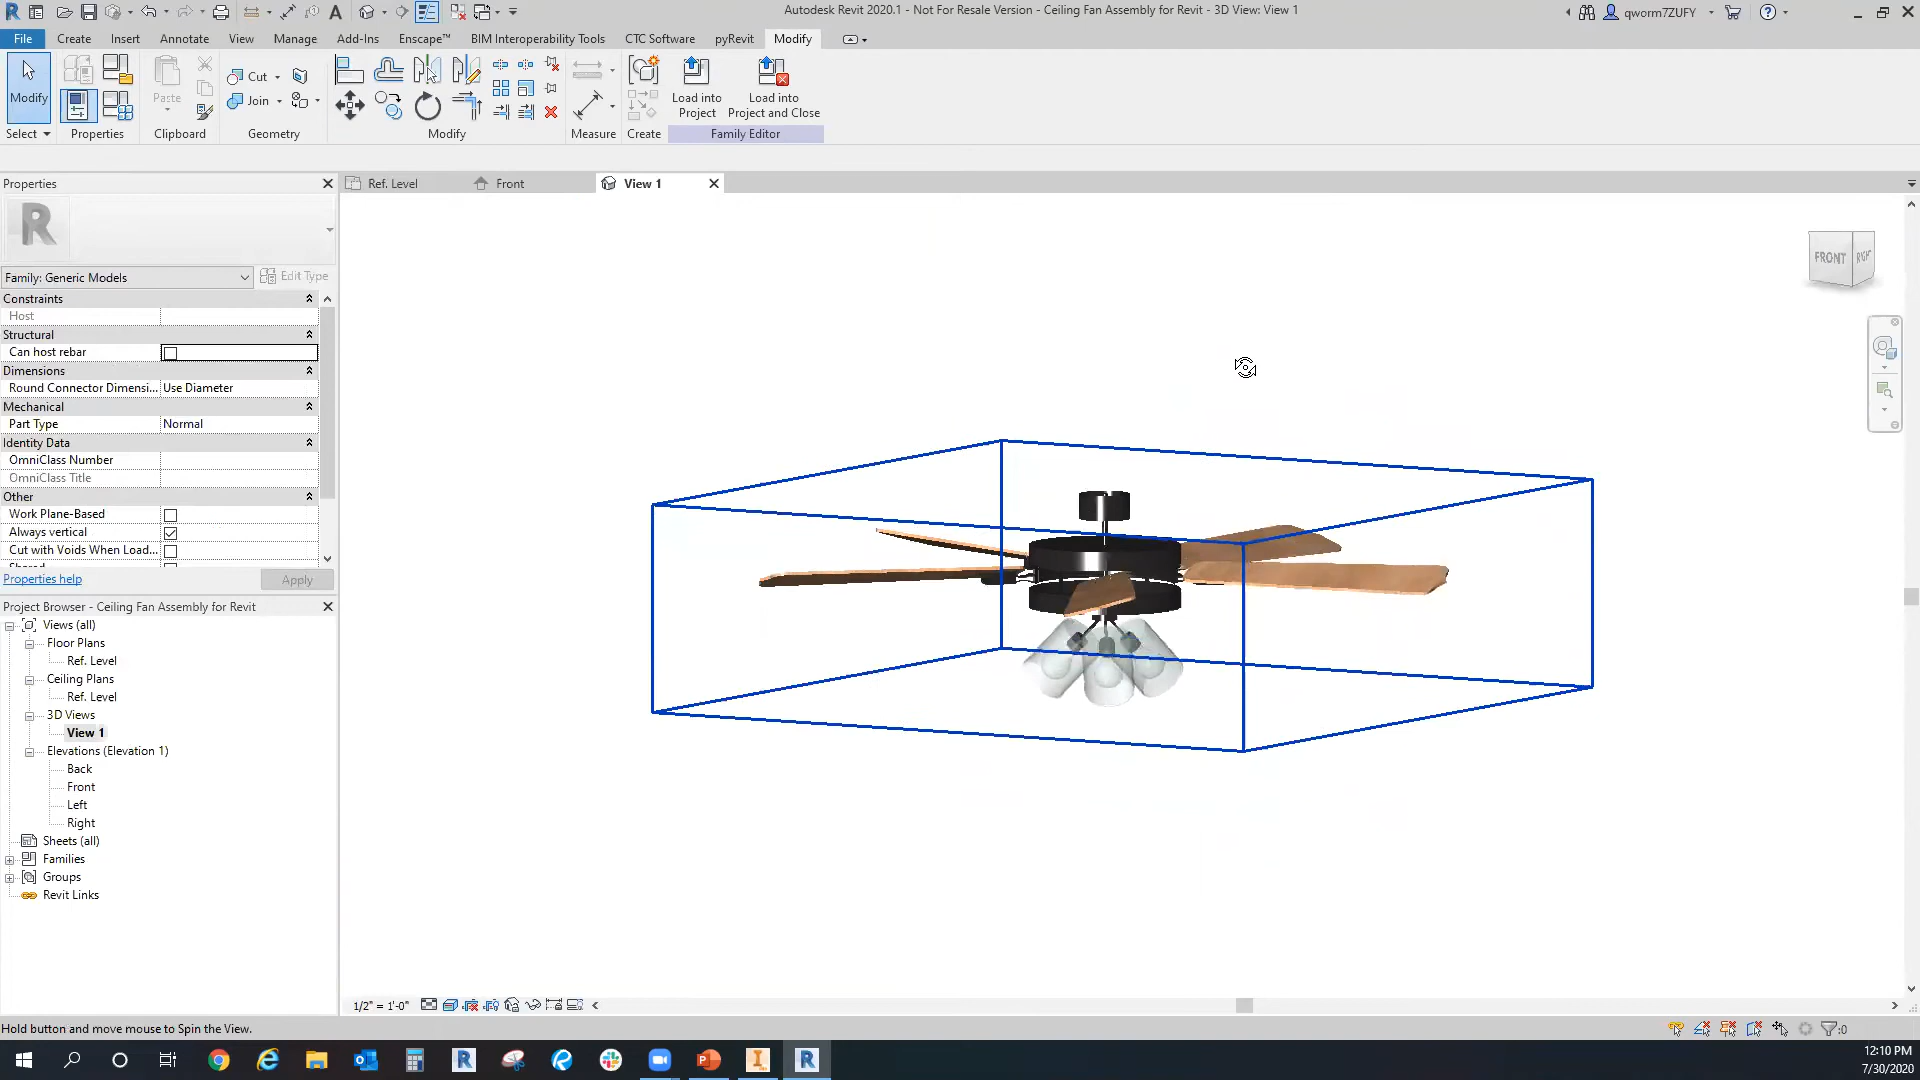 Autodesk Revit 2020.1 - Not For Resale Version - Ceiling Fan Assembly for Revit - 3D View: View 1
qworm7ZUFY
File
Create
Insert
Annotate
View
Manage
Add-Ins
Enscape™
BIM Interoperability Tools
CTC Software
pyRevit
Modify
Modify
Paste
Cut
Join
Load into
Project
Load into
Project and Close
Select
Properties
Clipboard
Geometry
Modify
Measure
Create
Family Editor
Properties
Ref. Level
Front
View 1
Family: Generic Models
Edit Type
Constraints
Host
Structural
Can host rebar
Dimensions
Round Connector Dimensi...
Use Diameter
Mechanical
Part Type
Normal
Identity Data
OmniClass Number
OmniClass Title
Other
Work Plane-Based
Always vertical
Cut with Voids When Load...
Properties help
Apply
Project Browser - Ceiling Fan Assembly for Revit
Views (all)
Floor Plans
Ref. Level
Ceiling Plans
Ref. Level
3D Views
View 1
Elevations (Elevation 1)
Back
Front
Left
Right
Sheets (all)
Families
Groups
Revit Links
FRONT
RIGHT
1/2" = 1'-0"
Hold button and move mouse to Spin the View.
:0
12:10 PM
7/30/2020